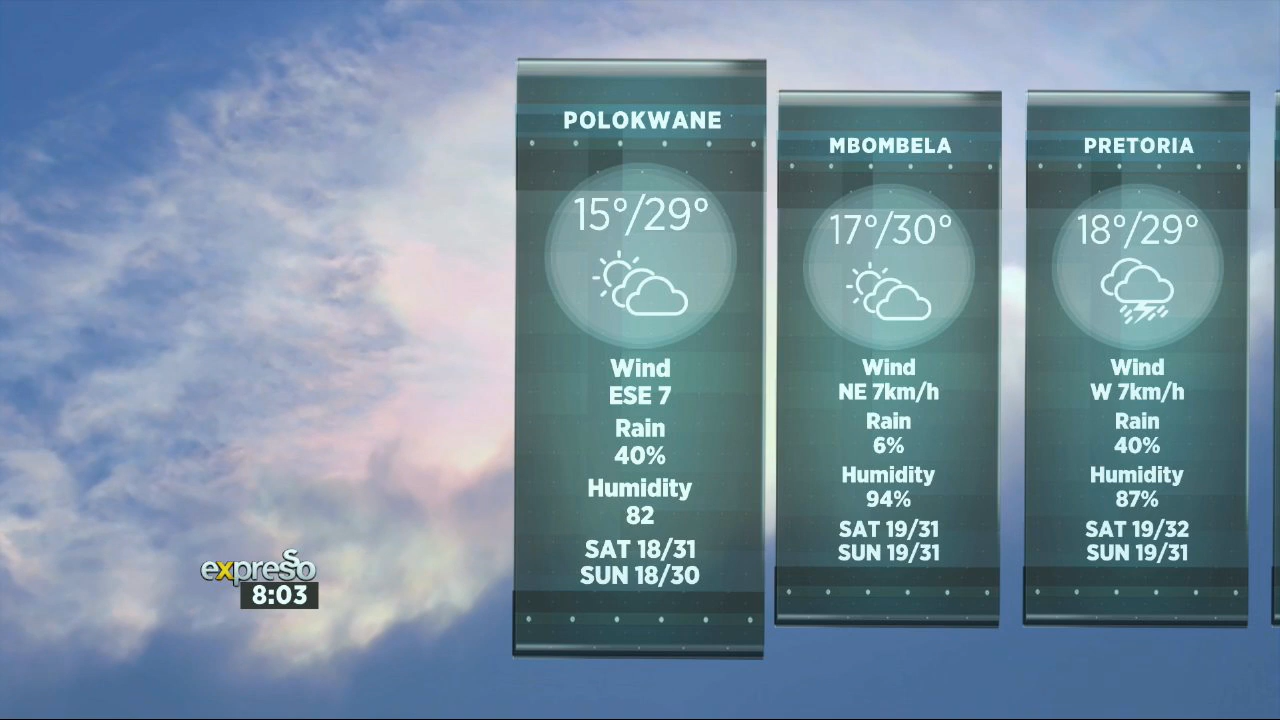 POLOKWANE
15°/29°
Wind
ESE 7
Rain
40%
Humidity
82
SAT 18/31
SUN 18/30
MBOMBELA
17°/30°
Wind
NE 7km/h
Rain
6%
Humidity
94%
SAT 19/31
SUN 19/31
PRETORIA
18°/29°
Wind
W 7km/h
Rain
40%
Humidity
87%
SAT 19/32
SUN 19/31
expresso
8:03